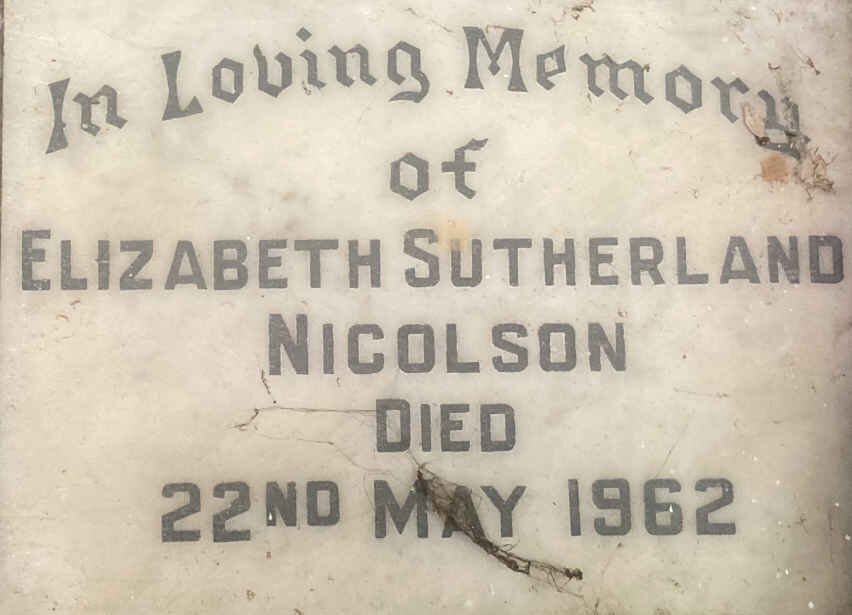 In Loving Memory
of
ELIZABETH SUTHERLAND
NICOLSON
DIED
22ND MAY 1962